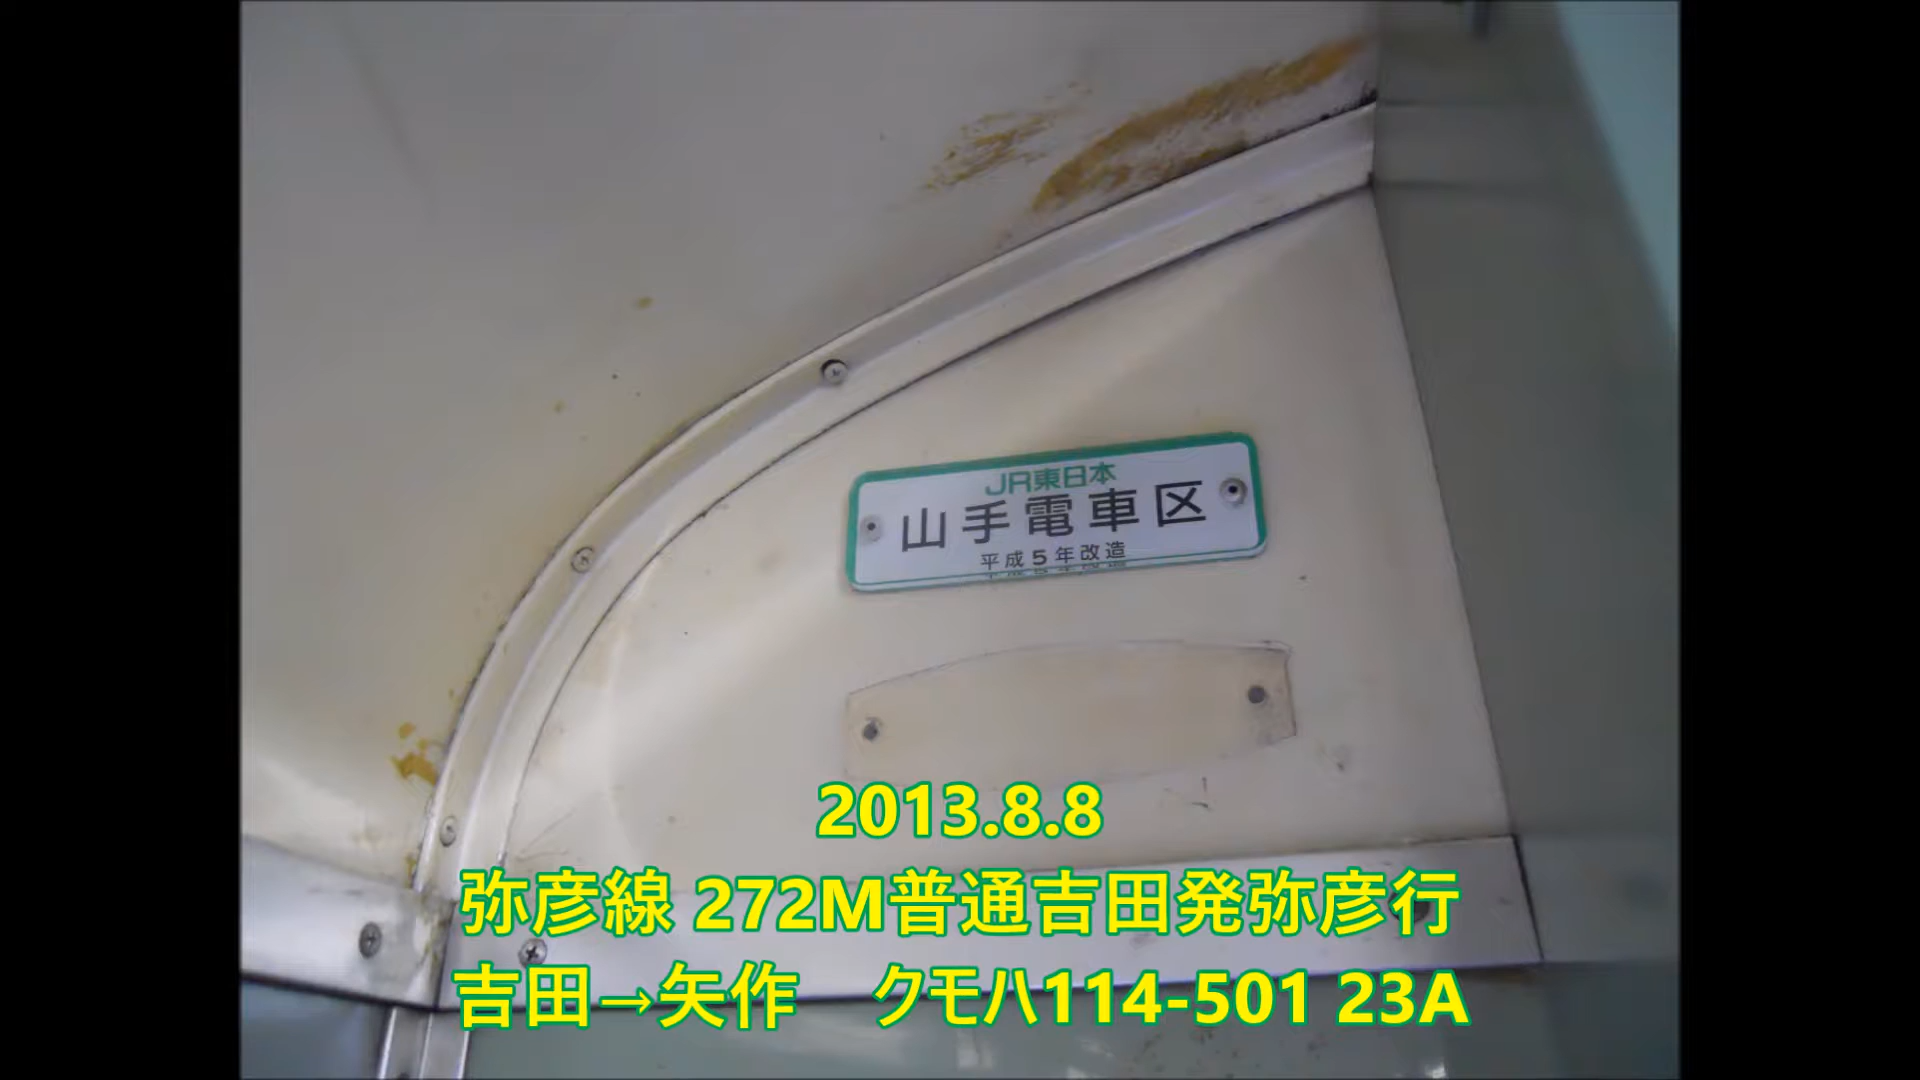 JR東日本
山手電車区
平成5年改造
2013.8.8
弥彦線 272M普通吉田発弥彦行
吉田→矢作　クモハ114-501 23A